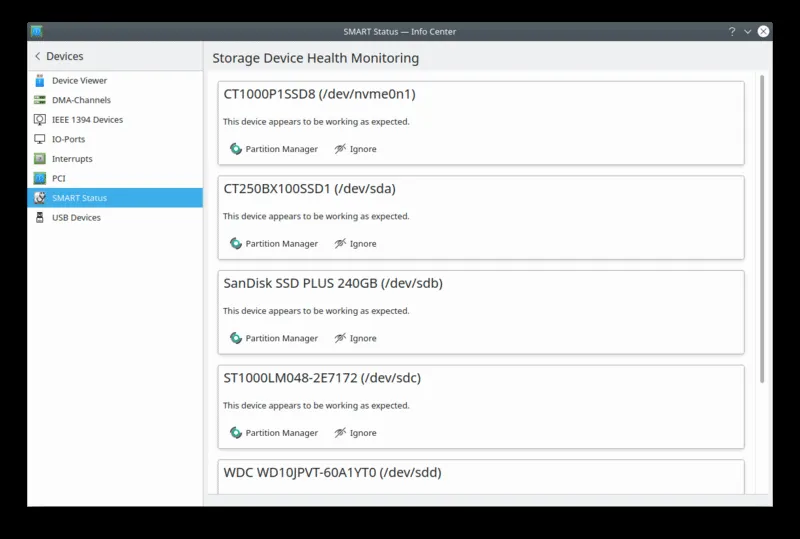 SMART Status — Info Center
Devices
Device Viewer
DMA-Channels
IEEE 1394 Devices
IO-Ports
Interrupts
PCI
SMART Status
USB Devices
Storage Device Health Monitoring
CT1000P1SSD8 (/dev/nvme0n1)
This device appears to be working as expected.
Partition Manager Ignore
CT250BX100SSD1 (/dev/sda)
This device appears to be working as expected.
Partition Manager Ignore
SanDisk SSD PLUS 240GB (/dev/sdb)
This device appears to be working as expected.
Partition Manager Ignore
ST1000LM048-2E7172 (/dev/sdc)
This device appears to be working as expected.
Partition Manager Ignore
WDC WD10JPVT-60A1YT0 (/dev/sdd)